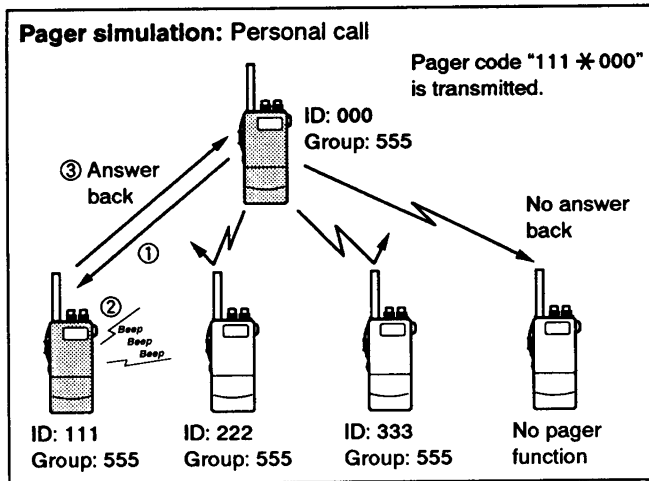 Pager simulation: Personal call
Pager code "111 ✱ 000"
is transmitted.
ID: 000
Group: 555
③ Answer
back
①
No answer
back
②
Beep
Beep
Beep
ID: 111
Group: 555
ID: 222
Group: 555
ID: 333
Group: 555
No pager
function